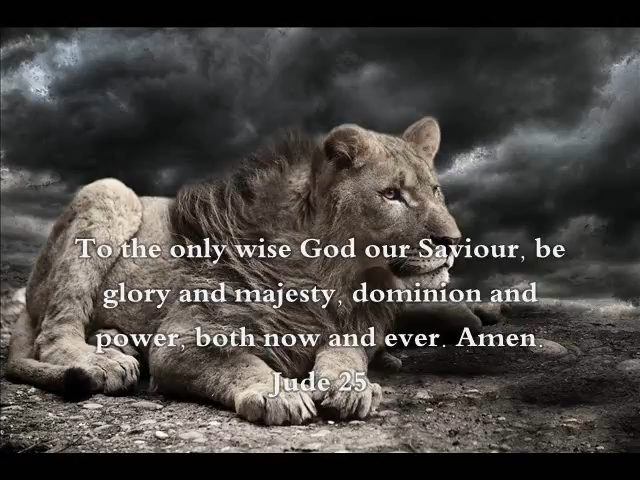 To the only wise God our Saviour, be
glory and majesty, dominion and
power, both now and ever. Amen.
Jude 25